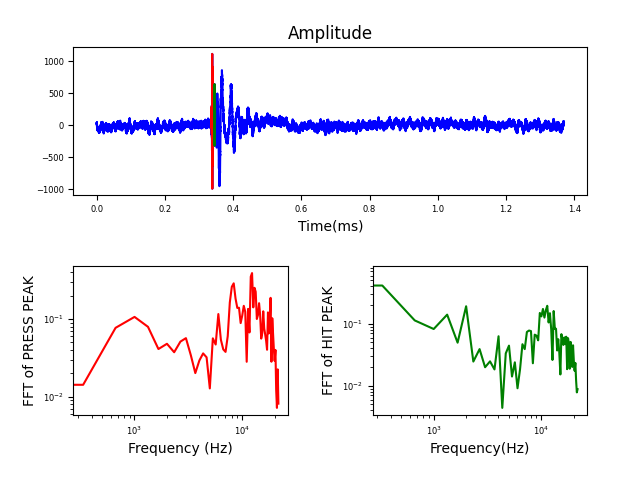 Amplitude
1000
500
0
−500
−1000
0.0 0.2 0.4 0.6 0.8 1.0 1.2 1.4
Time(ms)
FFT of PRESS PEAK
10⁻¹
10⁻²
10³ 10⁴
Frequency (Hz)
FFT of HIT PEAK
10⁻¹
10⁻²
10³ 10⁴
Frequency(Hz)